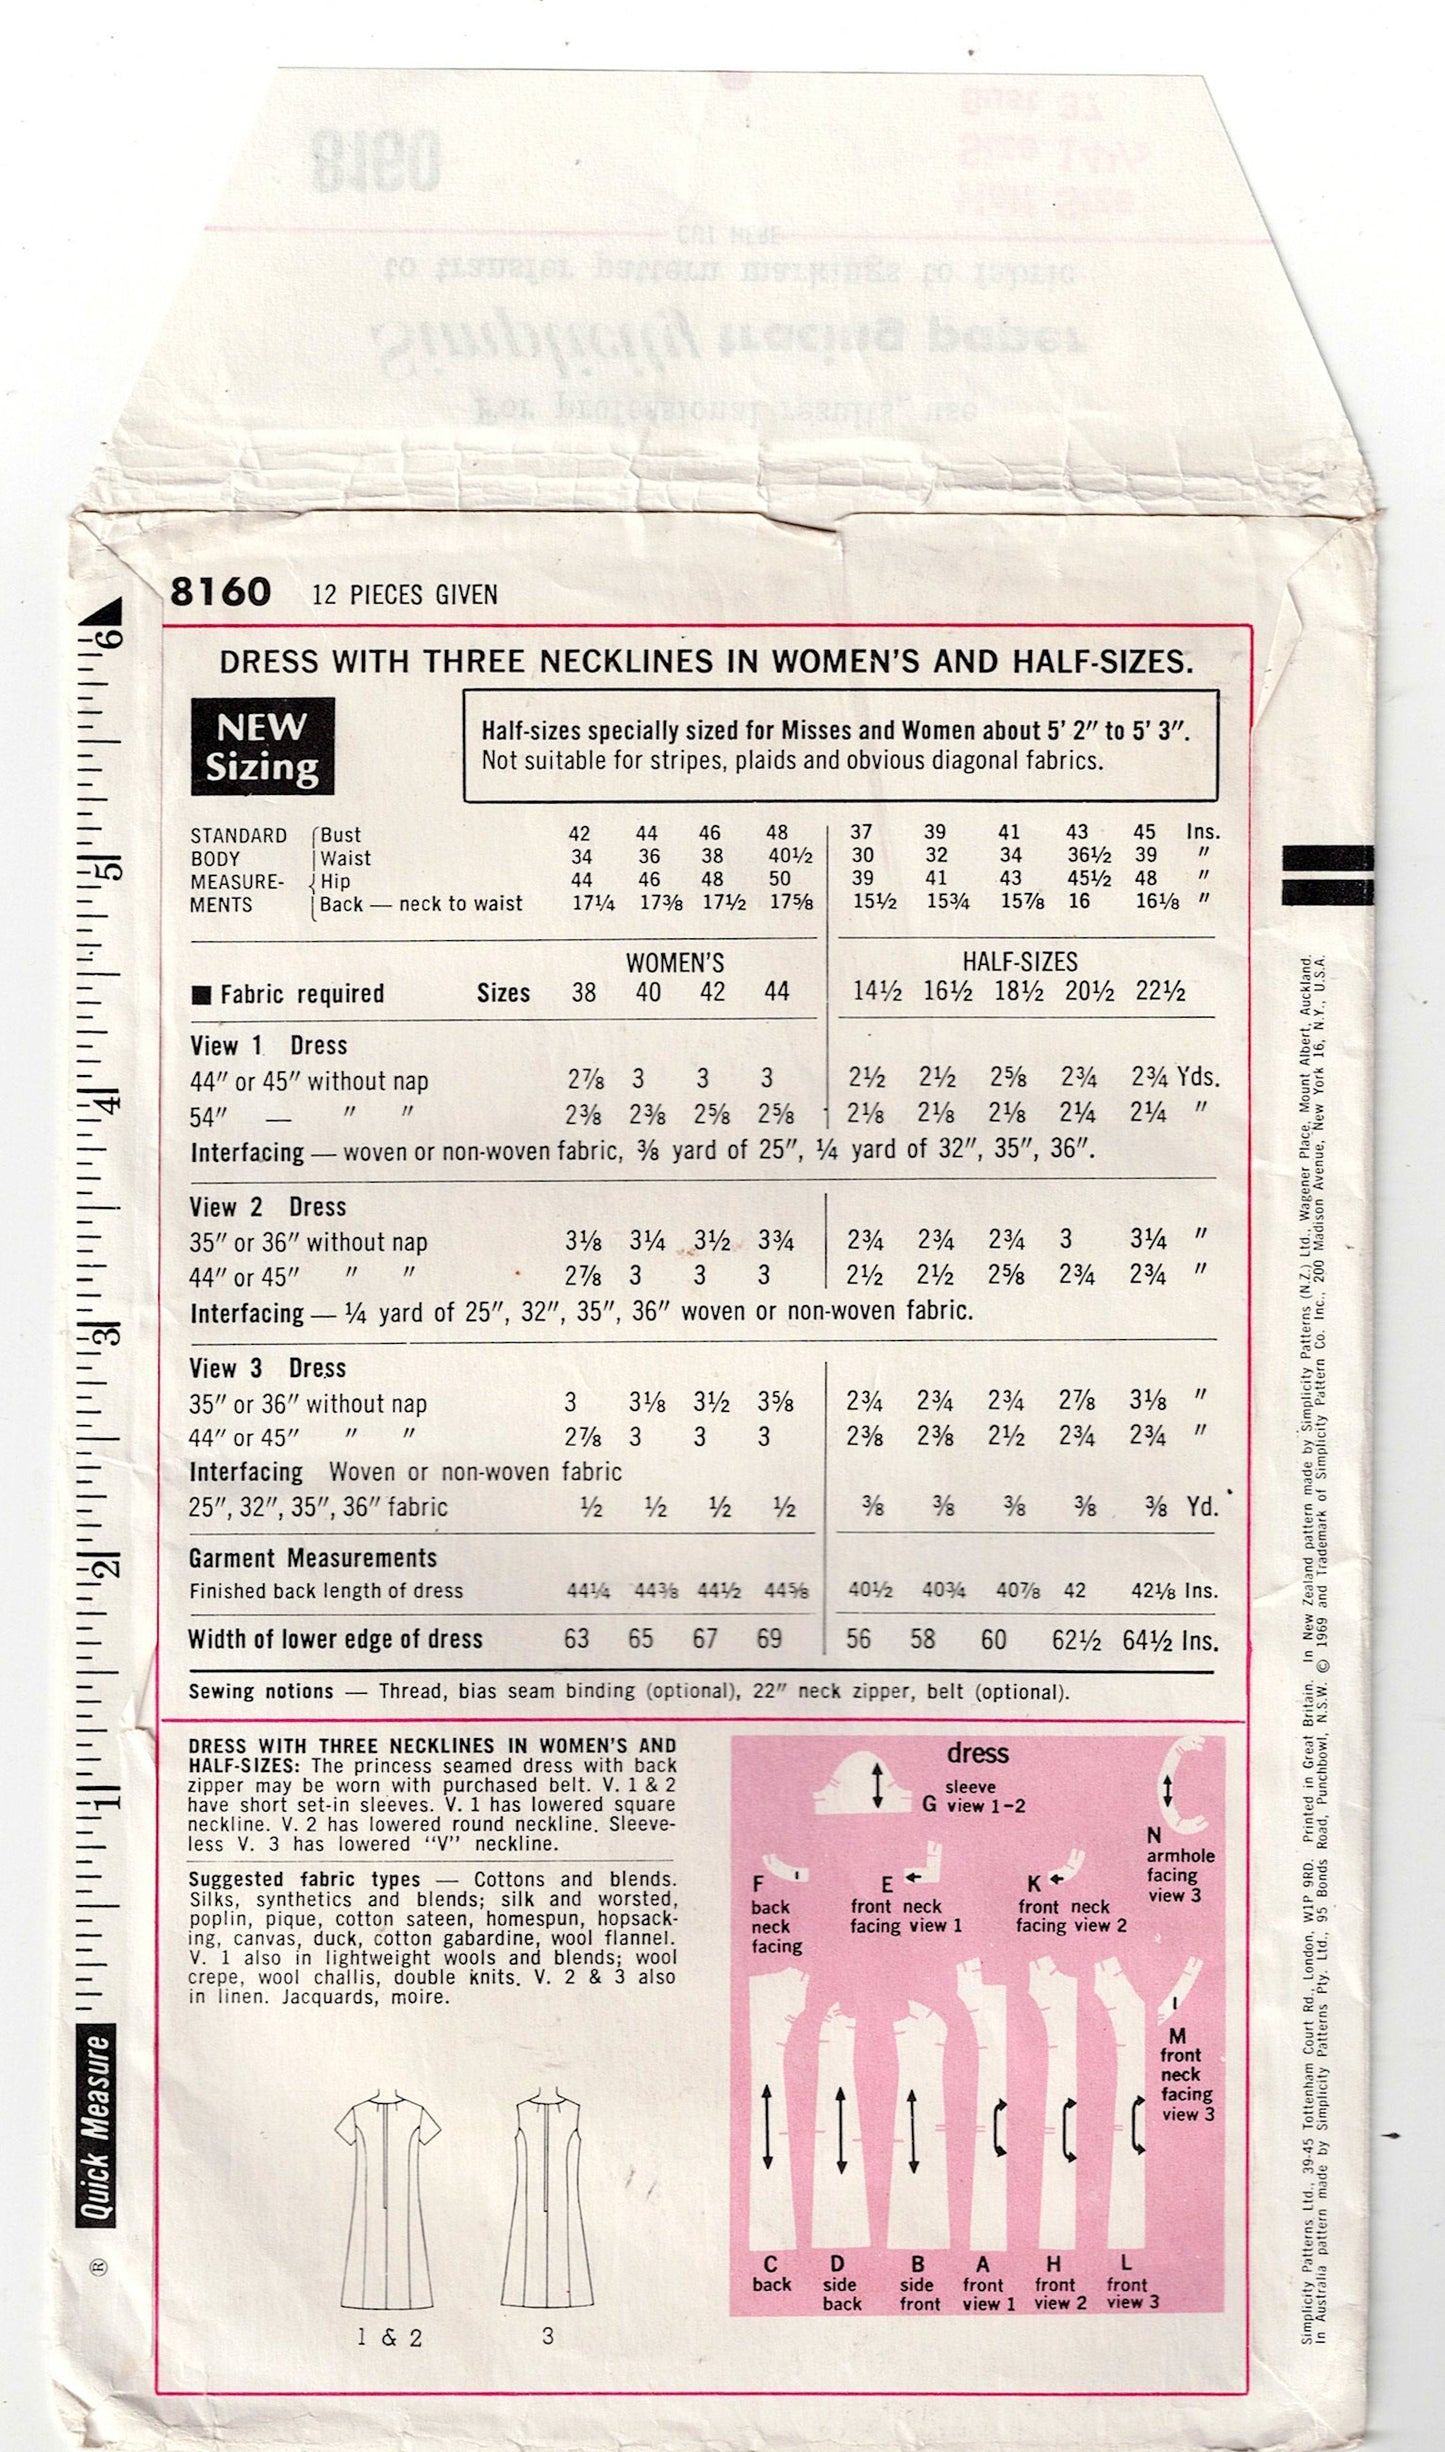 8160
CUT HERE
to transfer pattern markings to fabric
Simplicity tracing paper
For professional results use
8160 12 PIECES GIVEN
DRESS WITH THREE NECKLINES IN WOMEN'S AND HALF-SIZES.
NEW
Sizing
Half-sizes specially sized for Misses and Women about 5' 2" to 5' 3".
Not suitable for stripes, plaids and obvious diagonal fabrics.
STANDARD Bust 42 44 46 48 37 39 41 43 45 Ins.
BODY Waist 34 36 38 40½ 30 32 34 36½ 39 "
MEASURE- Hip 44 46 48 50 39 41 43 45½ 48 "
MENTS Back — neck to waist 17¼ 17⅜ 17½ 17⅝ 15½ 15¾ 15⅞ 16 16⅛ "
WOMEN'S HALF-SIZES
■ Fabric required Sizes 38 40 42 44 14½ 16½ 18½ 20½ 22½
View 1 Dress
44" or 45" without nap 2⅞ 3 3 3 2½ 2½ 2⅝ 2¾ 2¾ Yds.
54" — " " 2⅜ 2⅜ 2⅝ 2⅝ 2⅛ 2⅛ 2⅛ 2¼ 2¼ "
Interfacing — woven or non-woven fabric, ⅜ yard of 25", ¼ yard of 32", 35", 36".
View 2 Dress
35" or 36" without nap 3⅛ 3¼ 3½ 3¾ 2¾ 2¾ 2¾ 3 3¼ "
44" or 45" " " 2⅞ 3 3 3 2½ 2½ 2⅝ 2¾ 2¾ "
Interfacing — ¼ yard of 25", 32", 35", 36" woven or non-woven fabric.
View 3 Dress
35" or 36" without nap 3 3⅛ 3½ 3⅝ 2¾ 2¾ 2¾ 2⅞ 3⅛ "
44" or 45" " " 2⅞ 3 3 3 2⅜ 2⅜ 2½ 2¾ 2¾ "
Interfacing Woven or non-woven fabric
25", 32", 35", 36" fabric ½ ½ ½ ½ ⅜ ⅜ ⅜ ⅜ ⅜ Yd.
Garment Measurements
Finished back length of dress 44¼ 44⅜ 44½ 44⅝ 40½ 40¾ 40⅞ 42 42⅛ Ins.
Width of lower edge of dress 63 65 67 69 56 58 60 62½ 64½ Ins.
Sewing notions — Thread, bias seam binding (optional), 22" neck zipper, belt (optional).
DRESS WITH THREE NECKLINES IN WOMEN'S AND
HALF-SIZES: The princess seamed dress with back
zipper may be worn with purchased belt. V. 1 & 2
have short set-in sleeves. V. 1 has lowered square
neckline. V. 2 has lowered round neckline. Sleeve-
less V. 3 has lowered "V" neckline.
Suggested fabric types — Cottons and blends.
Silks, synthetics and blends; silk and worsted,
poplin, pique, cotton sateen, homespun, hopsack-
ing, canvas, duck, cotton gabardine, wool flannel.
V. 1 also in lightweight wools and blends; wool
crepe, wool challis, double knits. V. 2 & 3 also
in linen. Jacquards, moire.
1 & 2
3
dress
sleeve
G view 1-2
N
armhole
facing
view 3
F
back
neck
facing
E
front neck
facing view 1
K
front neck
facing view 2
M
front
neck
facing
view 3
C
back
D
side
back
B
side
front
A
front
view 1
H
front
view 2
L
front
view 3
6
5
4
3
2
1
Quick Measure
®
Simplicity Patterns Ltd., 39-45 Tottenham Court Rd., London, W1P 9RD. Printed in Great Britain. In New Zealand pattern made by Simplicity Patterns (N.Z.) Ltd., Wagener Place, Mount Albert, Auckland.
In Australia pattern made by Simplicity Patterns Pty. Ltd., 95 Bonds Road, Punchbowl, N.S.W. © 1969 and Trademark of Simplicity Pattern Co. Inc., 200 Madison Avenue, New York 16, N.Y., U.S.A.